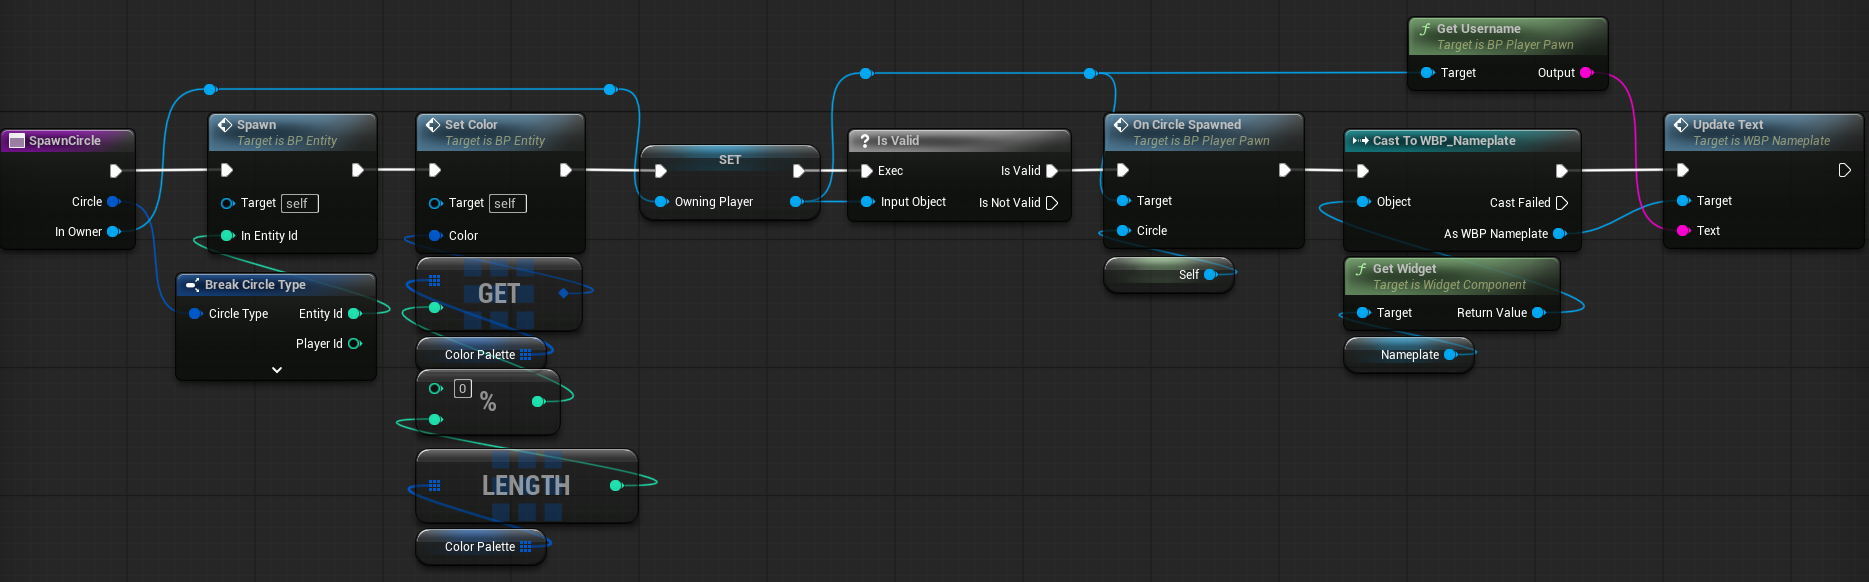 SpawnCircle
Circle
In Owner
Spawn
Target is BP Entity
Target self
In Entity Id
Break Circle Type
Circle Type Entity Id
Player Id
Set Color
Target is BP Entity
Target self
Color
GET
Color Palette
0
%
LENGTH
Color Palette
SET
Owning Player
? Is Valid
Exec Is Valid
Input Object Is Not Valid
On Circle Spawned
Target is BP Player Pawn
Target
Circle
Self
f Get Username
Target is BP Player Pawn
Target Output
Cast To WBP_Nameplate
Object Cast Failed
As WBP Nameplate
f Get Widget
Target is Widget Component
Target Return Value
Nameplate
Update Text
Target is WBP Nameplate
Target
Text